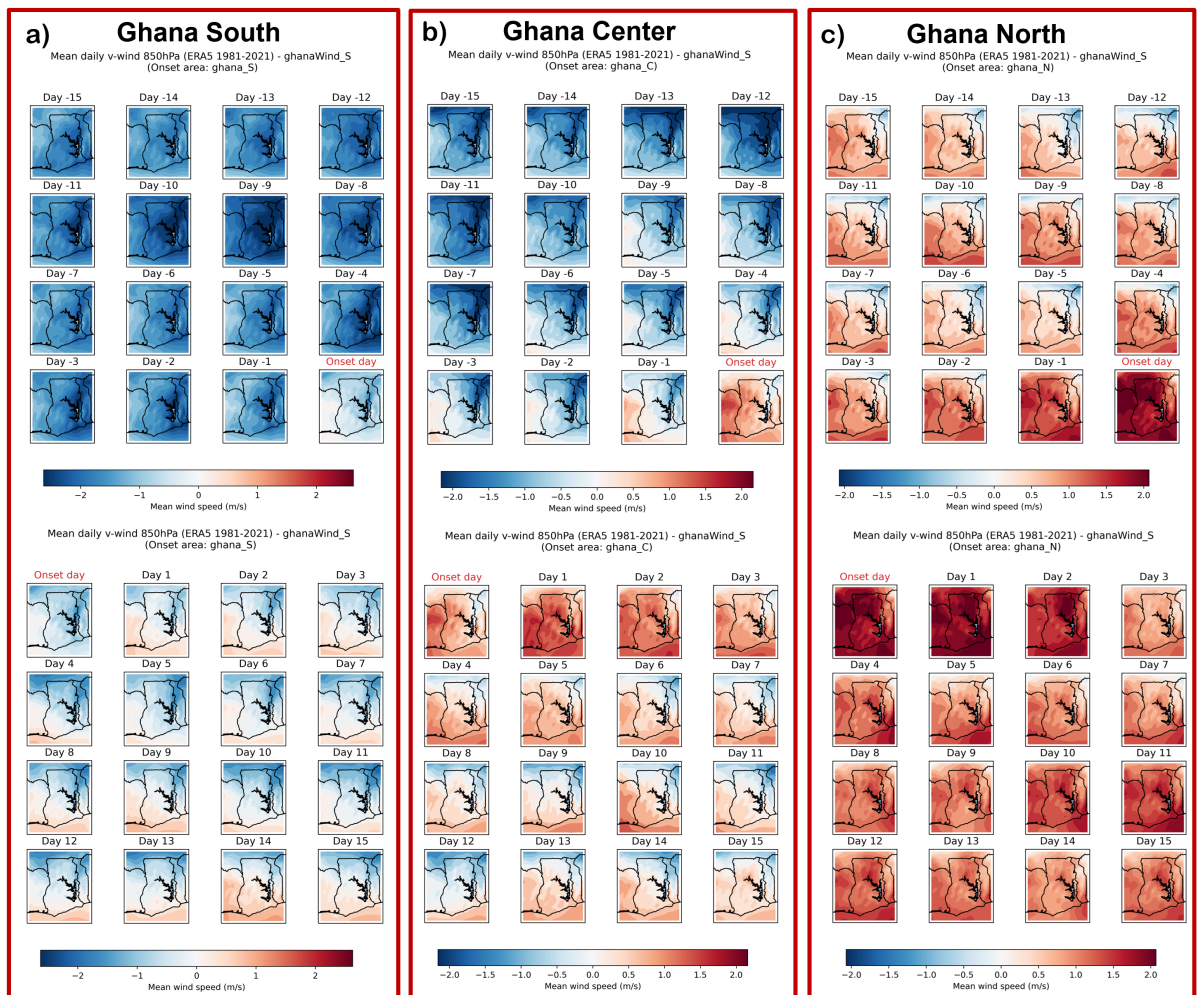 a) Ghana South
Mean daily v-wind 850hPa (ERA5 1981-2021) - ghanaWind_S
(Onset area: ghana_S)
Day -15 Day -14 Day -13 Day -12
Day -11 Day -10 Day -9 Day -8
Day -7 Day -6 Day -5 Day -4
Day -3 Day -2 Day -1 Onset day
−2 −1 0 1 2
Mean wind speed (m/s)
Mean daily v-wind 850hPa (ERA5 1981-2021) - ghanaWind_S
(Onset area: ghana_S)
Onset day Day 1 Day 2 Day 3
Day 4 Day 5 Day 6 Day 7
Day 8 Day 9 Day 10 Day 11
Day 12 Day 13 Day 14 Day 15
−2 −1 0 1 2
Mean wind speed (m/s)
b) Ghana Center
Mean daily v-wind 850hPa (ERA5 1981-2021) - ghanaWind_S
(Onset area: ghana_C)
Day -15 Day -14 Day -13 Day -12
Day -11 Day -10 Day -9 Day -8
Day -7 Day -6 Day -5 Day -4
Day -3 Day -2 Day -1 Onset day
−2.0 −1.5 −1.0 −0.5 0.0 0.5 1.0 1.5 2.0
Mean wind speed (m/s)
Mean daily v-wind 850hPa (ERA5 1981-2021) - ghanaWind_S
(Onset area: ghana_C)
Onset day Day 1 Day 2 Day 3
Day 4 Day 5 Day 6 Day 7
Day 8 Day 9 Day 10 Day 11
Day 12 Day 13 Day 14 Day 15
−2.0 −1.5 −1.0 −0.5 0.0 0.5 1.0 1.5 2.0
Mean wind speed (m/s)
c) Ghana North
Mean daily v-wind 850hPa (ERA5 1981-2021) - ghanaWind_S
(Onset area: ghana_N)
Day -15 Day -14 Day -13 Day -12
Day -11 Day -10 Day -9 Day -8
Day -7 Day -6 Day -5 Day -4
Day -3 Day -2 Day -1 Onset day
−2.0 −1.5 −1.0 −0.5 0.0 0.5 1.0 1.5 2.0
Mean wind speed (m/s)
Mean daily v-wind 850hPa (ERA5 1981-2021) - ghanaWind_S
(Onset area: ghana_N)
Onset day Day 1 Day 2 Day 3
Day 4 Day 5 Day 6 Day 7
Day 8 Day 9 Day 10 Day 11
Day 12 Day 13 Day 14 Day 15
−2.0 −1.5 −1.0 −0.5 0.0 0.5 1.0 1.5 2.0
Mean wind speed (m/s)